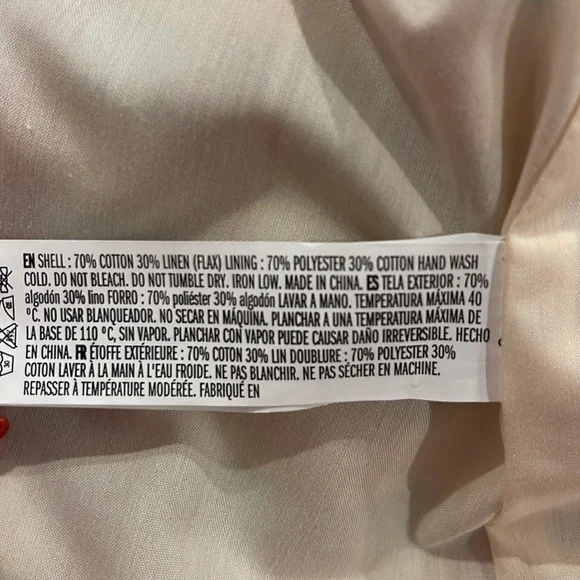 EN SHELL : 70% COTTON 30% LINEN (FLAX) LINING : 70% POLYESTER 30% COTTON HAND WASH
COLD. DO NOT BLEACH. DO NOT TUMBLE DRY. IRON LOW. MADE IN CHINA. ES TELA EXTERIOR : 70%
algodón 30% lino FORRO : 70% poliéster 30% algodón LAVAR A MANO. TEMPERATURA MÁXIMA 40
°C. NO USAR BLANQUEADOR. NO SECAR EN MÁQUINA. PLANCHAR A UNA TEMPERATURA MÁXIMA DE
LA BASE DE 110 °C, SIN VAPOR. PLANCHAR CON VAPOR PUEDE CAUSAR DAÑO IRREVERSIBLE. HECHO
EN CHINA. FR ÉTOFFE EXTÉRIEURE : 70% COTON 30% LIN DOUBLURE : 70% POLYESTER 30%
COTON LAVER À LA MAIN À L'EAU FROIDE. NE PAS BLANCHIR. NE PAS SÉCHER EN MACHINE.
REPASSER À TEMPÉRATURE MODÉRÉE. FABRIQUÉ EN